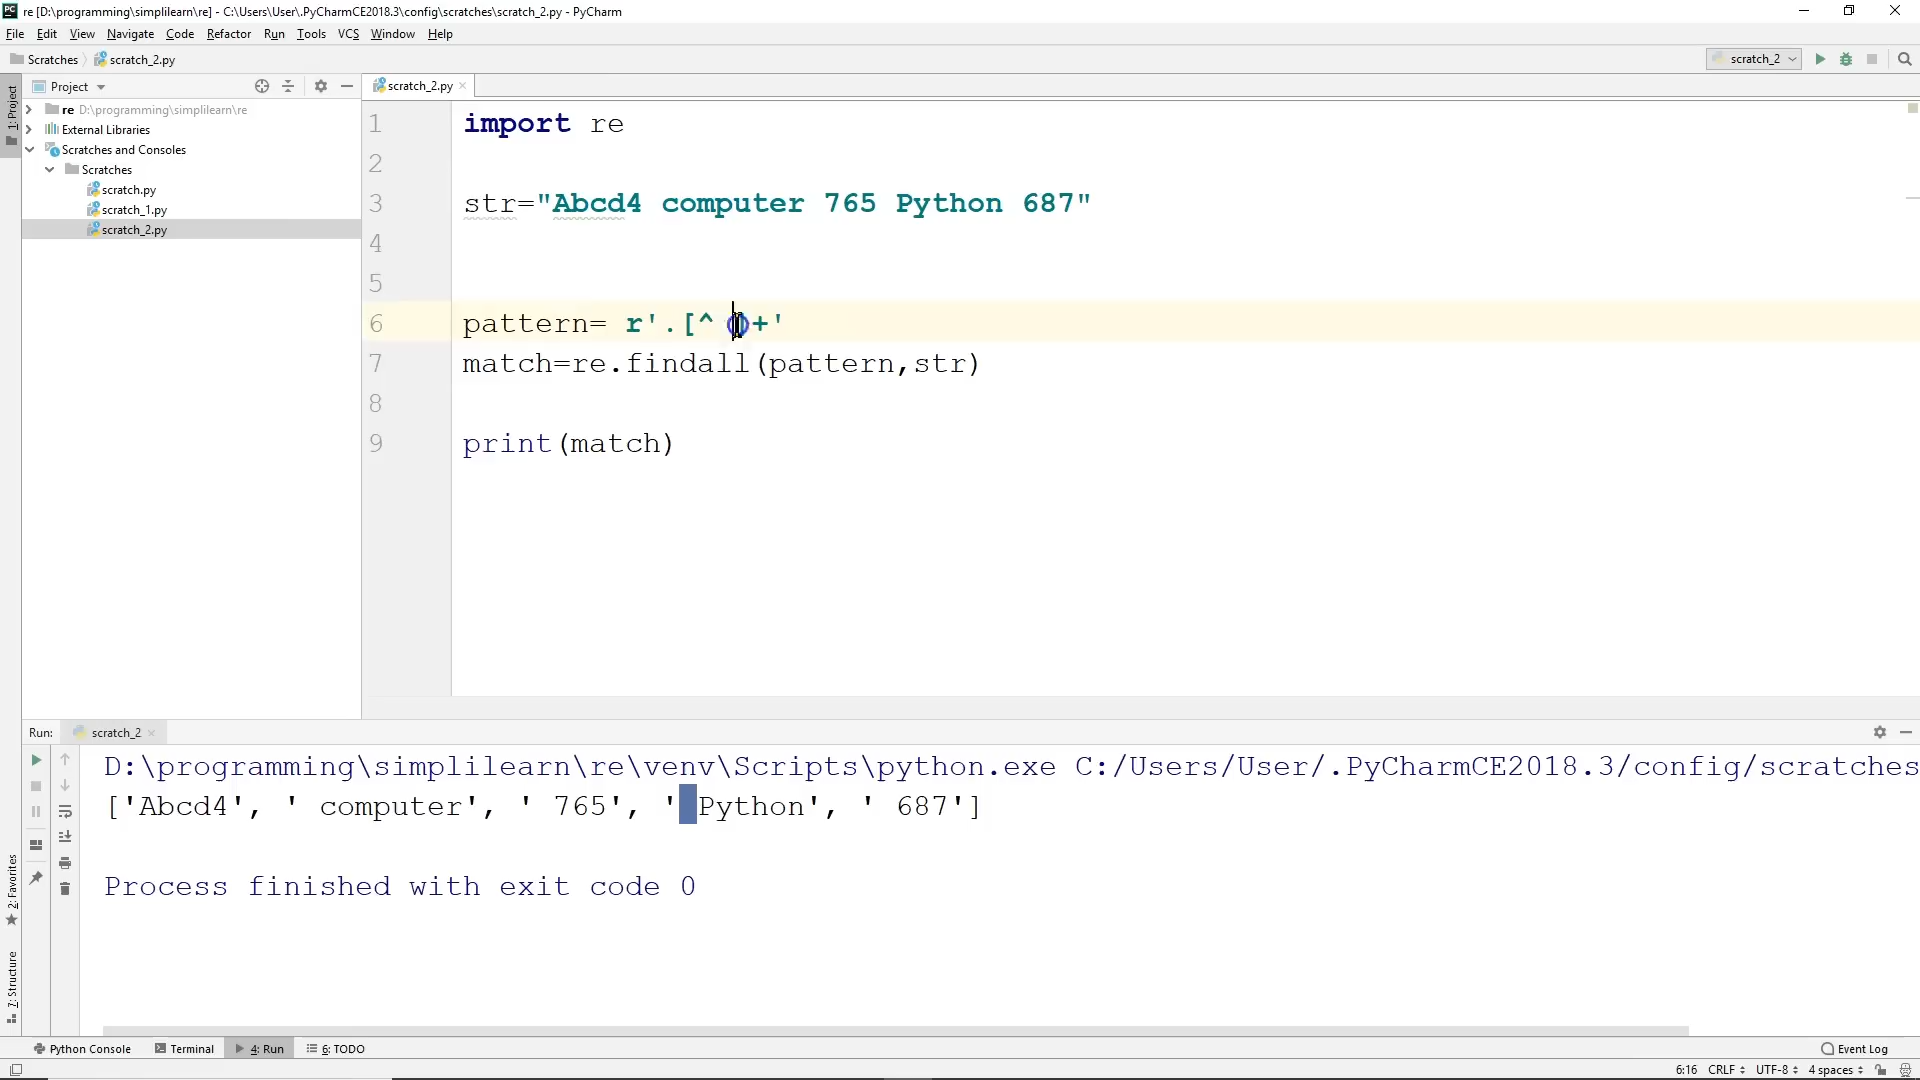 re [D:\programming\simplilearn\re] - C:\Users\User\.PyCharmCE2018.3\config\scratches\scratch_2.py - PyCharm
File Edit View Navigate Code Refactor Run Tools VCS Window Help
Scratches scratch_2.py scratch_2
Project scratch_2.py
1: Project
re D:\programming\simplilearn\re
External Libraries
Scratches and Consoles
Scratches
scratch.py
scratch_1.py
scratch_2.py
1 import re
2
3 str="Abcd4 computer 765 Python 687"
4
5
6 pattern= r'.[^ ]+'
7 match=re.findall(pattern,str)
8
9 print(match)
Run: scratch_2
D:\programming\simplilearn\re\venv\Scripts\python.exe C:/Users/User/.PyCharmCE2018.3/config/scratches
['Abcd4', ' computer', ' 765', ' Python', ' 687']
Process finished with exit code 0
2: Favorites
7: Structure
Python Console Terminal 4: Run 6: TODO Event Log
6:16 CRLF UTF-8 4 spaces